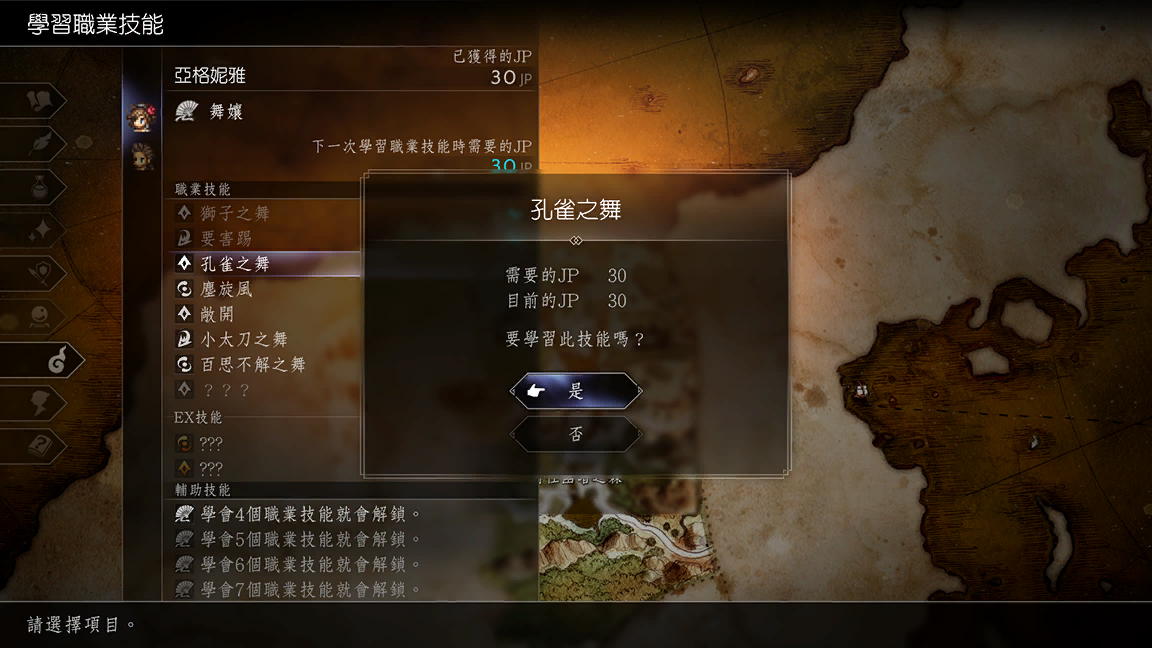 學習職業技能
已獲得的JP
亞格妮雅
30JP
舞孃
下一次學習職業技能時需要的JP
30JP
職業技能
獅子之舞
要害踢
孔雀之舞
塵旋風
敞開
小太刀之舞
百思不解之舞
？？？
EX技能
???
???
輔助技能
學會4個職業技能就會解鎖。
學會5個職業技能就會解鎖。
學會6個職業技能就會解鎖。
學會7個職業技能就會解鎖。
孔雀之舞
需要的JP 30
目前的JP 30
要學習此技能嗎？
是
否
請選擇項目。